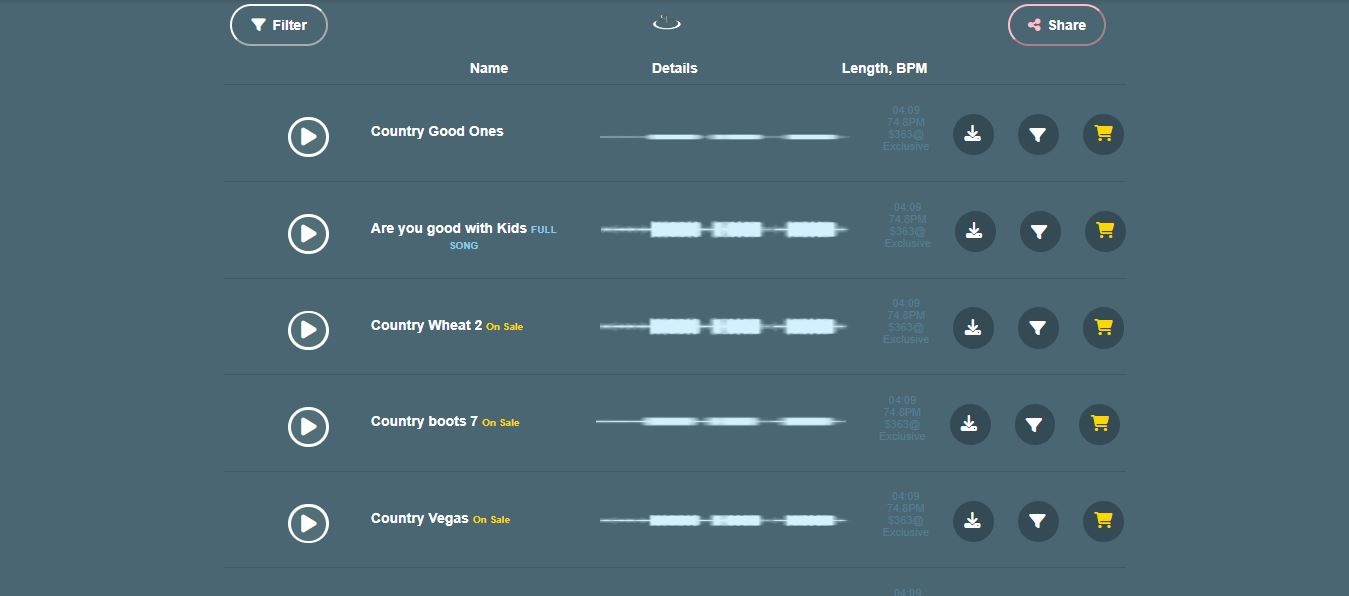 Filter
Share
Name Details Length, BPM
Country Good Ones
04:09
74.8PM
$363@
Exclusive
Are you good with Kids FULL
SONG
04:09
74.8PM
$363@
Exclusive
Country Wheat 2 On Sale
04:09
74.8PM
$363@
Exclusive
Country boots 7 On Sale
04:09
74.8PM
$363@
Exclusive
Country Vegas On Sale
04:09
74.8PM
$363@
Exclusive
04:09